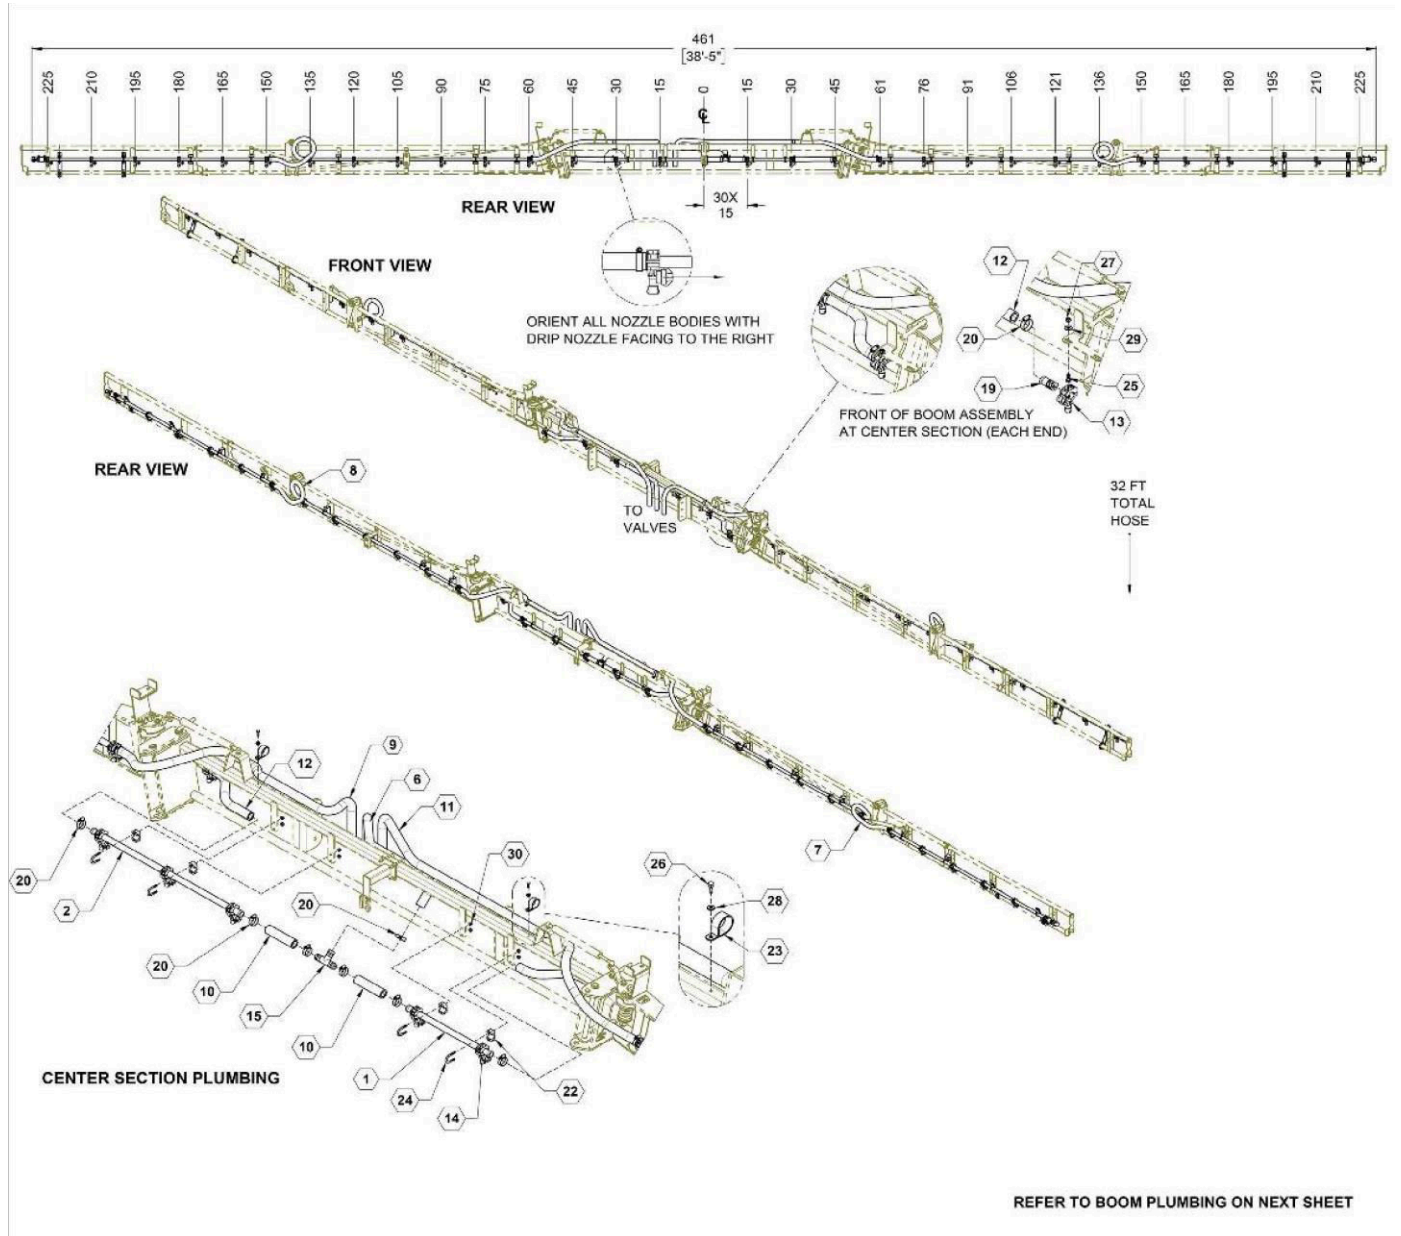 461
[38'-5"]
225 210 195 180 165 150 135 120 105 90 75 60 45 30 15 0 15 30 45 61 76 91 106 121 136 150 165 180 195 210 225
℄
30X
15
REAR VIEW
FRONT VIEW
ORIENT ALL NOZZLE BODIES WITH
DRIP NOZZLE FACING TO THE RIGHT
12
27
20
29
19
25
13
FRONT OF BOOM ASSEMBLY
AT CENTER SECTION (EACH END)
REAR VIEW
8
TO
VALVES
32 FT
TOTAL
HOSE
9
12
6
11
7
20
2
30
26
28
23
20
20
10
15
10
1
24
14
22
CENTER SECTION PLUMBING
REFER TO BOOM PLUMBING ON NEXT SHEET